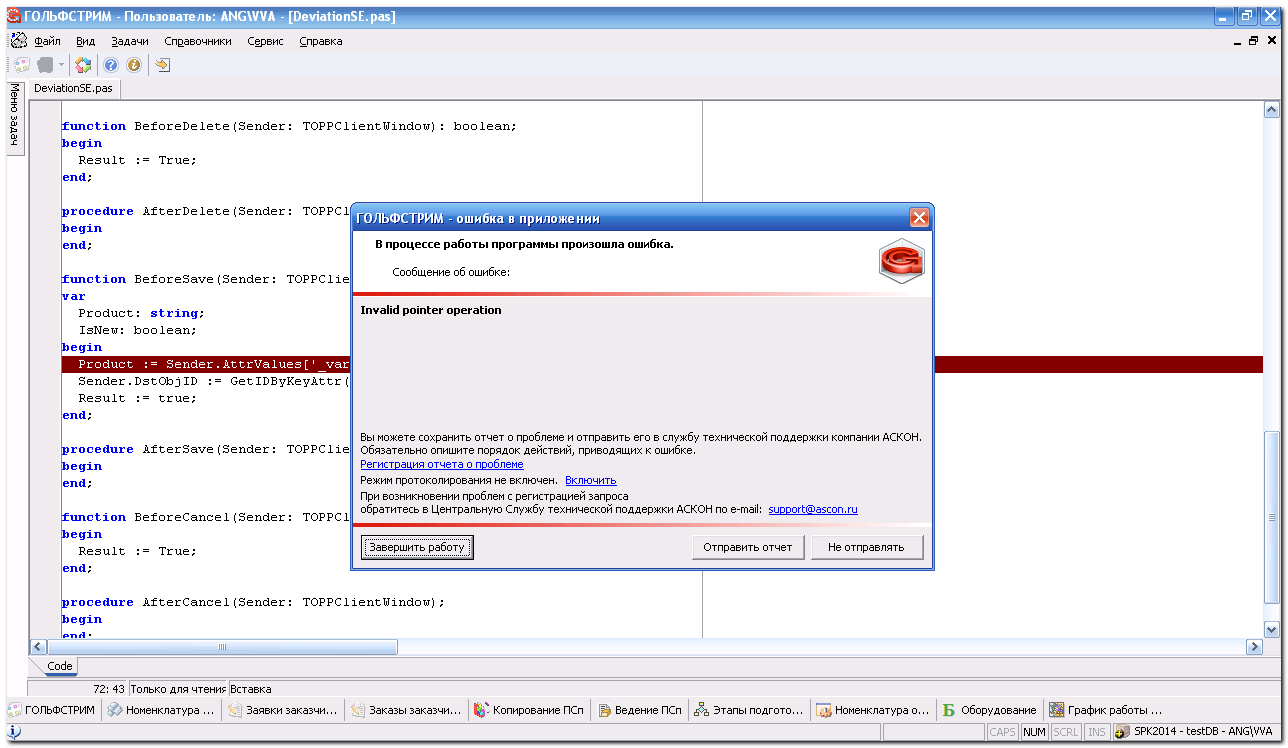 ГОЛЬФСТРИМ - Пользователь: ANG\VVA - [DeviationSE.pas]
Файл Вид Задачи Справочники Сервис Справка
Меню задач
DeviationSE.pas
function BeforeDelete(Sender: TOPPClientWindow): boolean;
begin
Result := True;
end;
procedure AfterDelete(Sender: TOPPCl
begin
end;
function BeforeSave(Sender: TOPPClie
var
Product: string;
IsNew: boolean;
begin
Product := Sender.AttrValues['_var
Sender.DstObjID := GetIDByKeyAttr(
Result := true;
end;
procedure AfterSave(Sender: TOPPClie
begin
end;
function BeforeCancel(Sender: TOPPCl
begin
Result := True;
end;
procedure AfterCancel(Sender: TOPPClientWindow);
begin
end;
ГОЛЬФСТРИМ - ошибка в приложении
В процессе работы программы произошла ошибка.
Сообщение об ошибке:
Invalid pointer operation
Вы можете сохранить отчет о проблеме и отправить его в службу технической поддержки компании АСКОН.
Обязательно опишите порядок действий, приводящих к ошибке.
Регистрация отчета о проблеме
Режим протоколирования не включен. Включить
При возникновении проблем с регистрацией запроса
обратитесь в Центральную Службу технической поддержки АСКОН по e-mail: support@ascon.ru
Завершить работу Отправить отчет Не отправлять
Code
72: 43 Только для чтения Вставка
ГОЛЬФСТРИМ Номенклатура ... Заявки заказчи... Заказы заказчи... Копирование ПСп Ведение ПСп Этапы подгото... Номенклатура о... Оборудование График работы ...
CAPS NUM SCRL INS SPK2014 - testDB - ANG\VVA